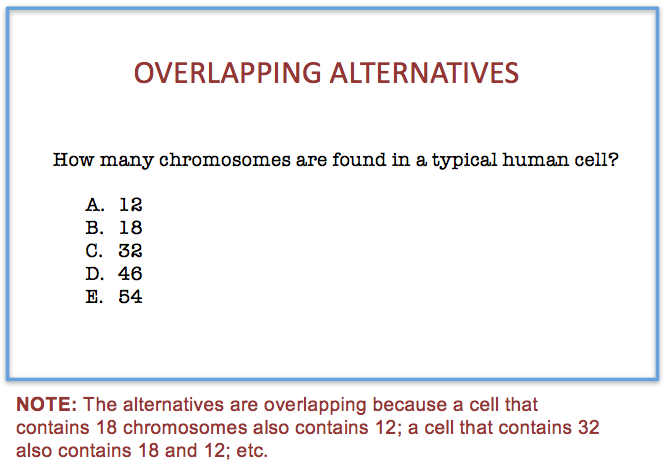 OVERLAPPING ALTERNATIVES
How many chromosomes are found in a typical human cell?
A. 12
B. 18
C. 32
D. 46
E. 54
NOTE: The alternatives are overlapping because a cell that
contains 18 chromosomes also contains 12; a cell that contains 32
also contains 18 and 12; etc.